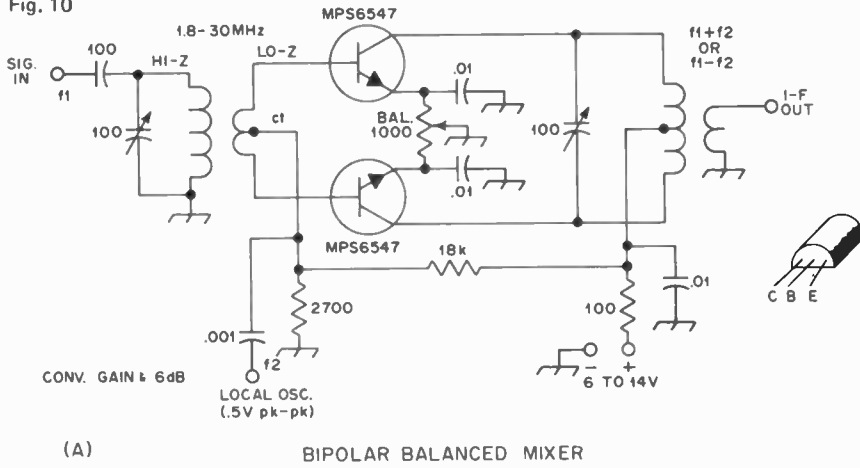 Fig. 10
MPS6547
1.8-30MHz
f1+f2
OR
f1-f2
100
HI-Z
LO-Z
SIG.
IN
f1
.01
I-F
OUT
100
ct
BAL.
1000
100
.01
MPS6547
18k
.01
2700
100
C B E
.001
f2
- +
6 TO 14V
CONV. GAIN & 6dB
LOCAL OSC.
(.5V pk-pk)
(A)
BIPOLAR BALANCED MIXER